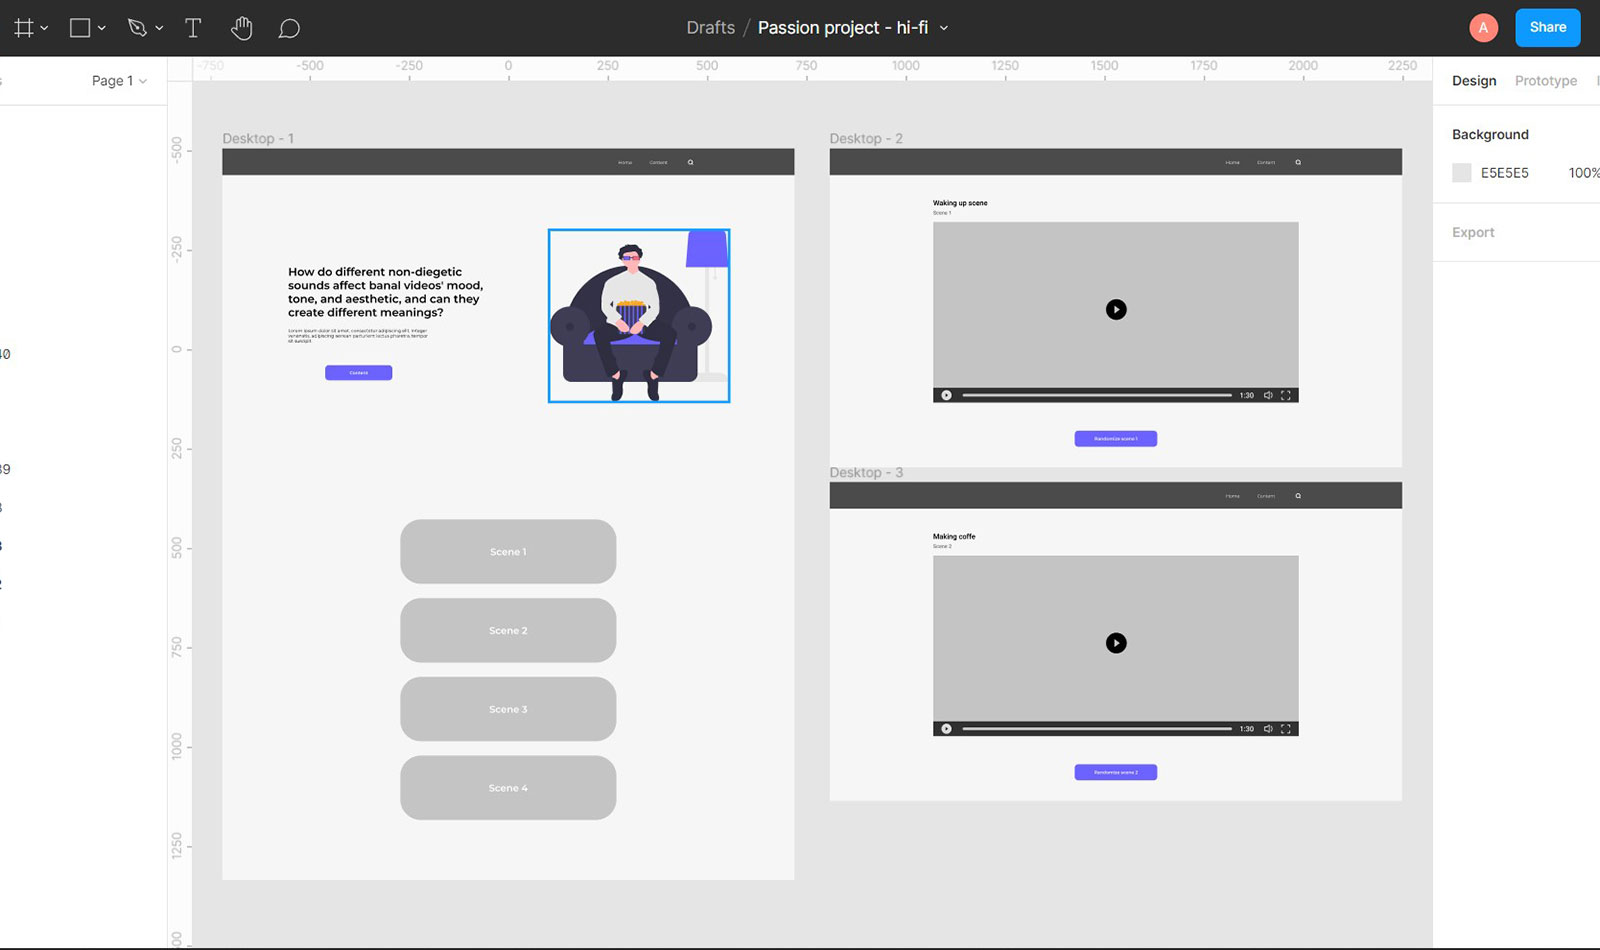 Drafts / Passion project - hi-fi
A
Share
Page 1
-750 -500 -250 0 250 500 750 1000 1250 1500 1750 2000 2250
Design Prototype
Background
E5E5E5 100%
Export
-500
-250
0
250
500
750
1000
1250
Desktop - 1
Home Content
How do different non-diegetic
sounds affect banal videos' mood,
tone, and aesthetic, and can they
create different meanings?
Lorem ipsum dolor sit amet, consectetur adipiscing elit. Integer
venenatis, adipiscing aenean parturient luctus pharetra, tempor
sit suscipit.
Content
Scene 1
Scene 2
Scene 3
Scene 4
Desktop - 2
Home Content
Waking up scene
Scene 1
1:30
Randomize scene 1
Desktop - 3
Home Content
Making coffe
Scene 2
1:30
Randomize scene 2